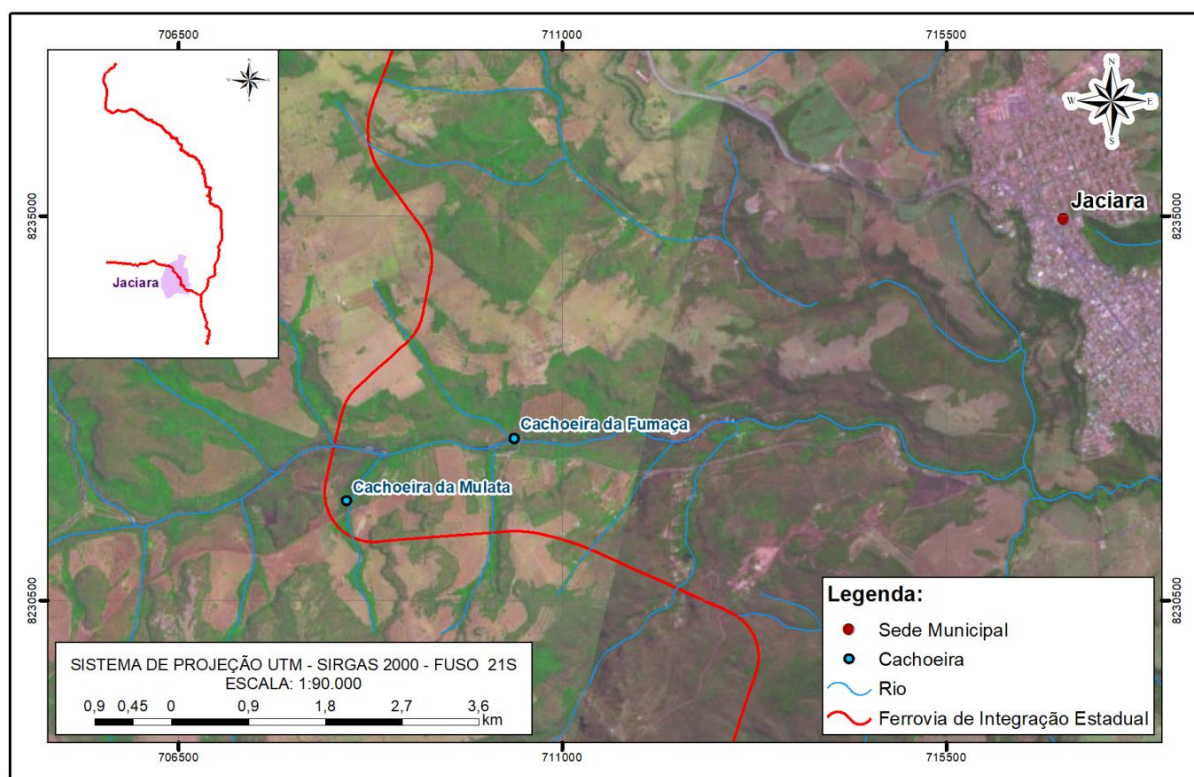 706500 711000 715500
N
W E
S
Jaciara
8235000 8235000
Jaciara
Cachoeira da Fumaça
Cachoeira da Mulata
8230500 8230500
Legenda:
Sede Municipal
Cachoeira
Rio
Ferrovia de Integração Estadual
SISTEMA DE PROJEÇÃO UTM - SIRGAS 2000 - FUSO 21S
ESCALA: 1:90.000
0,9 0,45 0 0,9 1,8 2,7 3,6
km
706500 711000 715500